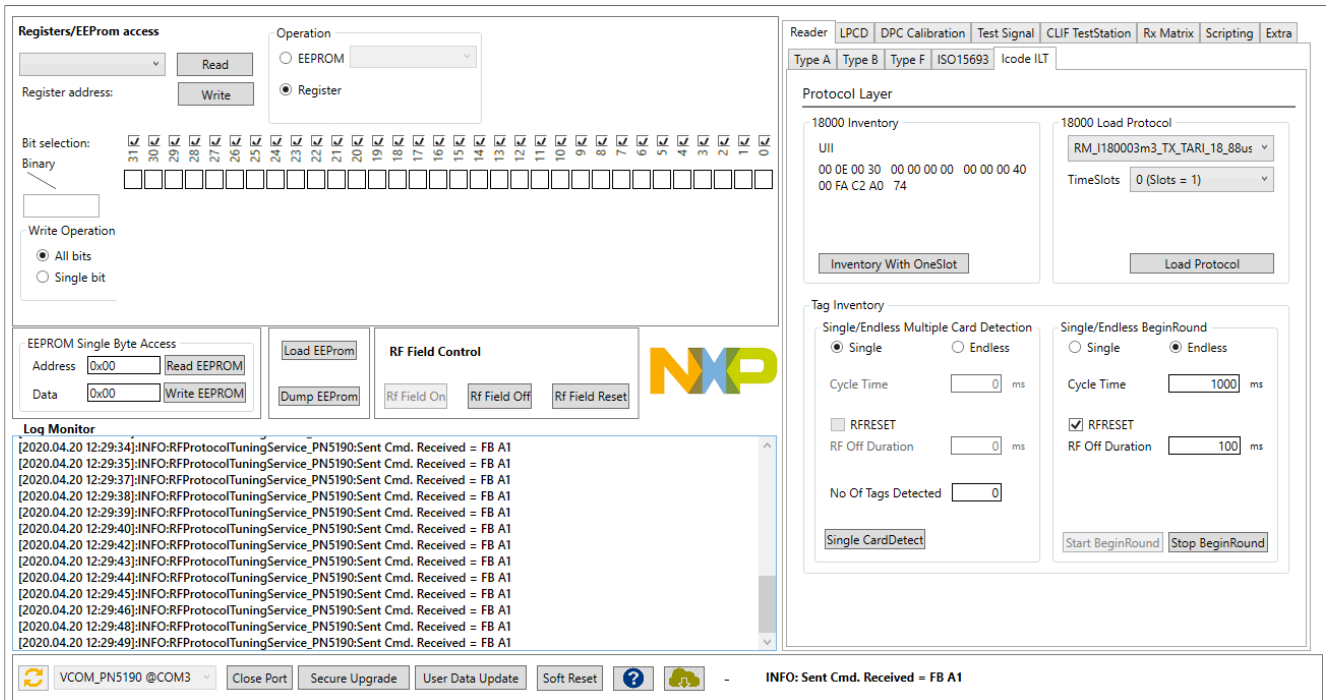 Registers/EEProm access
Read
Register address:
Write
Operation
EEPROM
Register
Bit selection:
31 30 29 28 27 26 25 24 23 22 21 20 19 18 17 16 15 14 13 12 11 10 9 8 7 6 5 4 3 2 1 0
Binary
Write Operation
All bits
Single bit
EEPROM Single Byte Access
Address 0x00 Read EEPROM
Data 0x00 Write EEPROM
Load EEProm
Dump EEProm
RF Field Control
Rf Field On Rf Field Off Rf Field Reset
NXP
Log Monitor
[2020.04.20 12:29:34]:INFO:RFProtocolTuningService_PN5190:Sent Cmd. Received = FB A1
[2020.04.20 12:29:35]:INFO:RFProtocolTuningService_PN5190:Sent Cmd. Received = FB A1
[2020.04.20 12:29:37]:INFO:RFProtocolTuningService_PN5190:Sent Cmd. Received = FB A1
[2020.04.20 12:29:38]:INFO:RFProtocolTuningService_PN5190:Sent Cmd. Received = FB A1
[2020.04.20 12:29:39]:INFO:RFProtocolTuningService_PN5190:Sent Cmd. Received = FB A1
[2020.04.20 12:29:40]:INFO:RFProtocolTuningService_PN5190:Sent Cmd. Received = FB A1
[2020.04.20 12:29:42]:INFO:RFProtocolTuningService_PN5190:Sent Cmd. Received = FB A1
[2020.04.20 12:29:43]:INFO:RFProtocolTuningService_PN5190:Sent Cmd. Received = FB A1
[2020.04.20 12:29:44]:INFO:RFProtocolTuningService_PN5190:Sent Cmd. Received = FB A1
[2020.04.20 12:29:45]:INFO:RFProtocolTuningService_PN5190:Sent Cmd. Received = FB A1
[2020.04.20 12:29:46]:INFO:RFProtocolTuningService_PN5190:Sent Cmd. Received = FB A1
[2020.04.20 12:29:48]:INFO:RFProtocolTuningService_PN5190:Sent Cmd. Received = FB A1
[2020.04.20 12:29:49]:INFO:RFProtocolTuningService_PN5190:Sent Cmd. Received = FB A1
Reader LPCD DPC Calibration Test Signal CLIF TestStation Rx Matrix Scripting Extra
Type A Type B Type F ISO15693 Icode ILT
Protocol Layer
18000 Inventory
UII
00 0E 00 30 00 00 00 00 00 00 00 40
00 FA C2 A0 74
Inventory With OneSlot
18000 Load Protocol
RM_I180003m3_TX_TARI_18_88us
TimeSlots 0 (Slots = 1)
Load Protocol
Tag Inventory
Single/Endless Multiple Card Detection
Single Endless
Cycle Time 0 ms
RFRESET
RF Off Duration 0 ms
No Of Tags Detected 0
Single CardDetect
Single/Endless BeginRound
Single Endless
Cycle Time 1000 ms
RFRESET
RF Off Duration 100 ms
Start BeginRound Stop BeginRound
VCOM_PN5190 @COM3 Close Port Secure Upgrade User Data Update Soft Reset ? - INFO: Sent Cmd. Received = FB A1